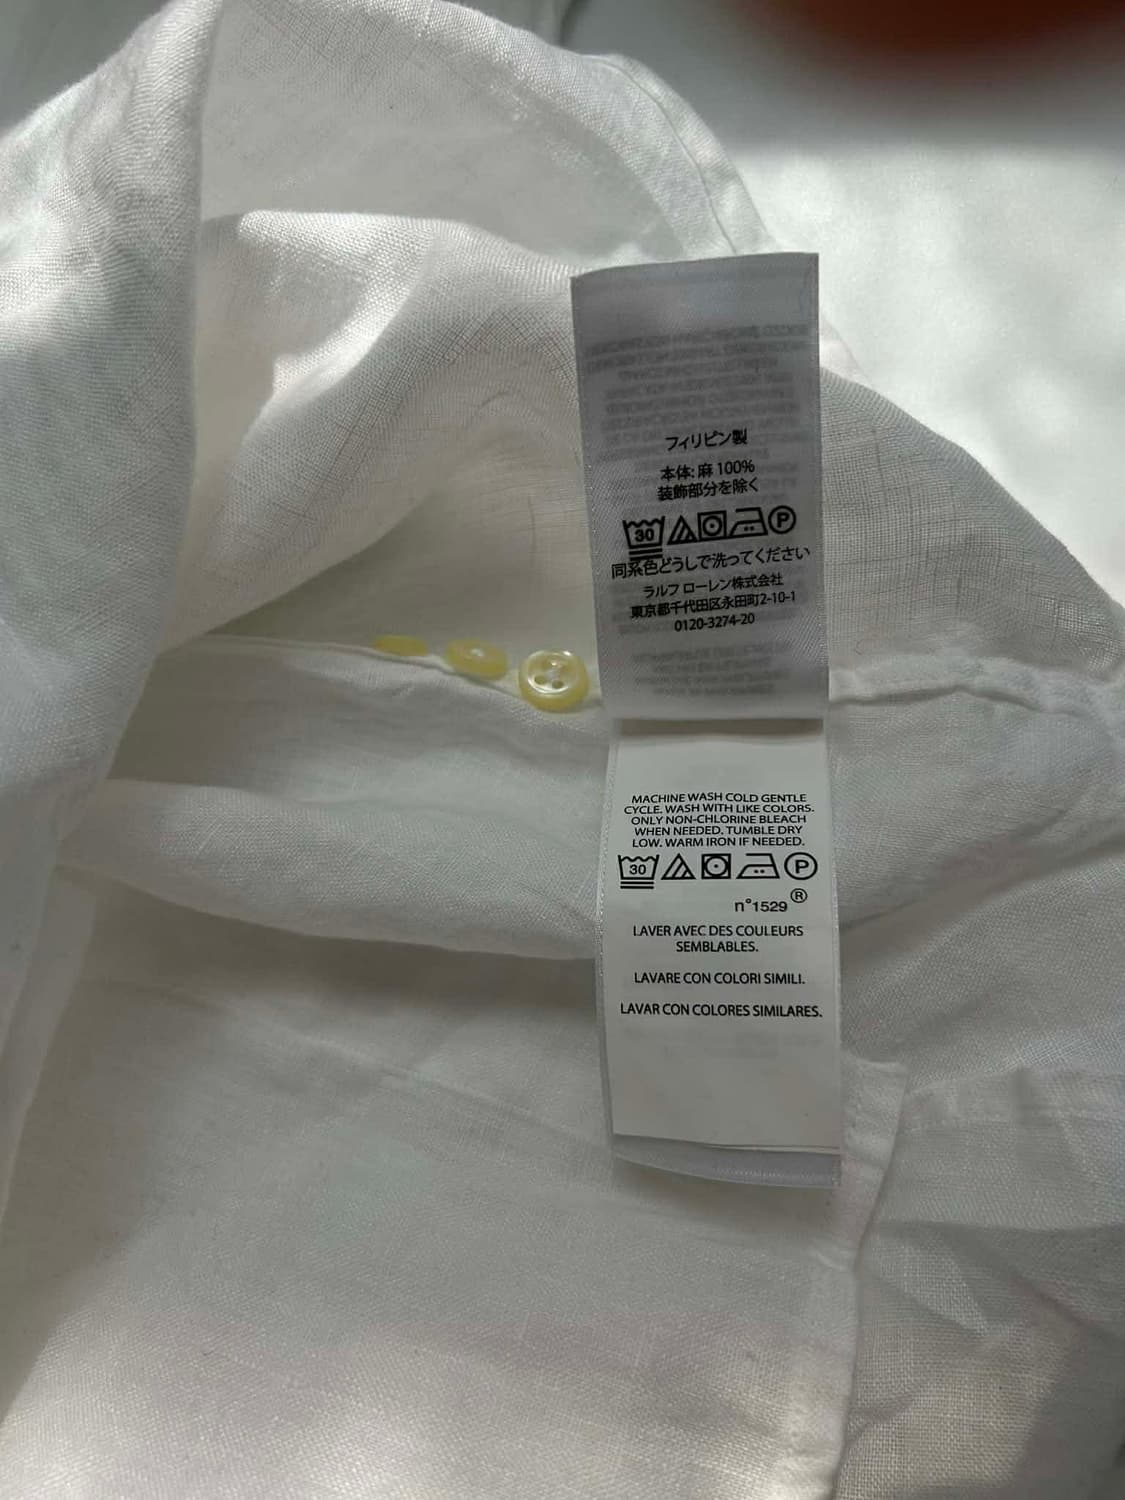 フィリピン製
本体: 麻 100%
装飾部分を除く
30 P
同系色どうしで洗ってください
ラルフ ローレン株式会社
東京都千代田区永田町2-10-1
0120-3274-20
MACHINE WASH COLD GENTLE
CYCLE. WASH WITH LIKE COLORS.
ONLY NON-CHLORINE BLEACH
WHEN NEEDED. TUMBLE DRY
LOW. WARM IRON IF NEEDED.
30 P
n°1529 ®
LAVER AVEC DES COULEURS
SEMBLABLES.
LAVARE CON COLORI SIMILI.
LAVAR CON COLORES SIMILARES.